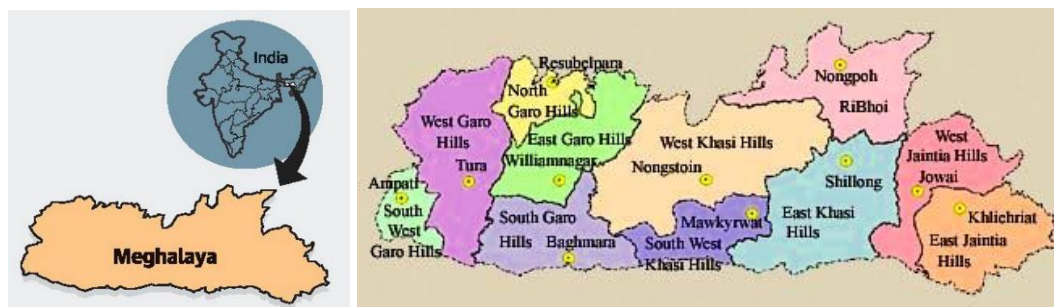 India
Meghalaya
Resubelpara
North
Garo Hills
West Garo
Hills
Tura
East Garo Hills
Williamnagar
Ampati
South
West
Garo Hills
South Garo
Hills
Baghmara
West Khasi Hills
Nongstoin
Mawkyrwat
South West
Khasi Hills
Nongpoh
RiBhoi
Shillong
East Khasi
Hills
West
Jaintia Hills
Jowai
Khliehriat
East Jaintia
Hills